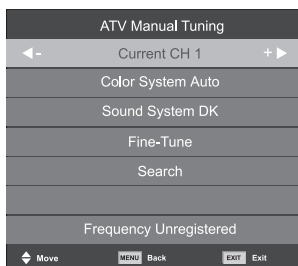 ATV Manual Tuning
◀- Current CH 1 +▶
Color System Auto
Sound System DK
Fine-Tune
Search
Frequency Unregistered
Move MENU Back EXIT Exit